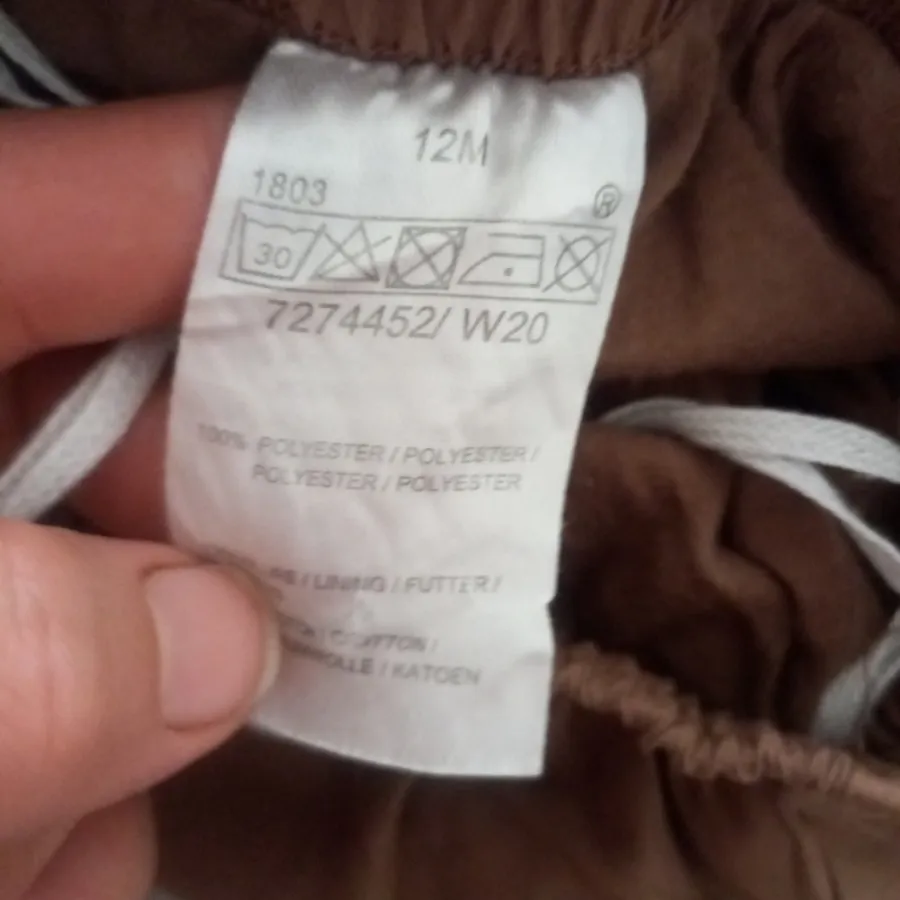 12M
1803
®
30
7274452/ W20
100% POLYESTER / POLYESTER /
POLYESTER / POLYESTER
/ LINING / FUTTER /
/ COTTON /
/ KATOEN